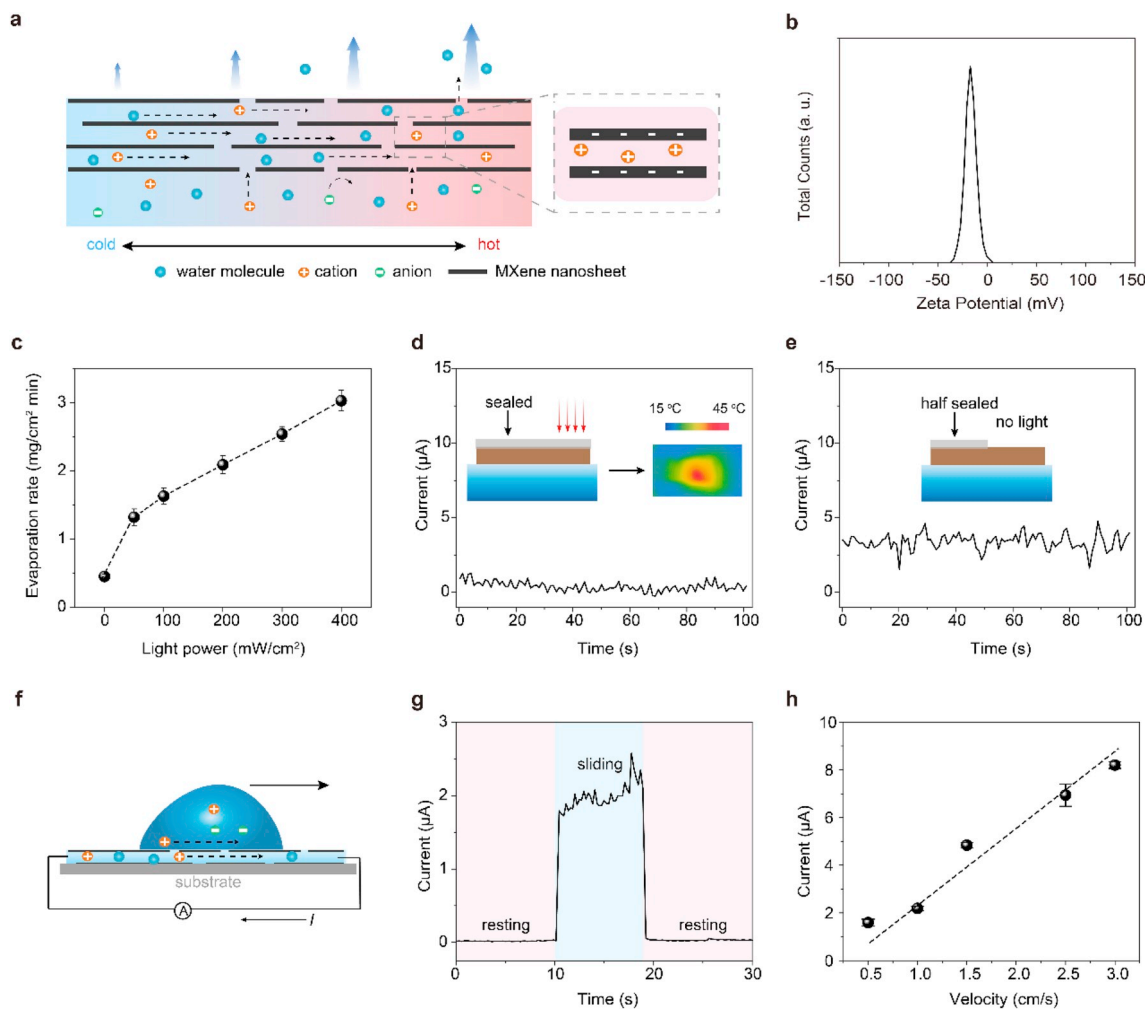 a
cold
hot
water molecule
cation
anion
MXene nanosheet
b
Total Counts (a. u.)
-150 -100 -50 0 50 100 150
Zeta Potential (mV)
c
Evaporation rate (mg/cm² min)
3
2
1
0
0 100 200 300 400
Light power (mW/cm²)
d
Current (μA)
15
10
5
0
sealed
15 °C 45 °C
0 20 40 60 80 100
Time (s)
e
Current (μA)
15
10
5
0
half sealed
no light
0 20 40 60 80 100
Time (s)
f
substrate
A
I
g
Current (μA)
3
2
1
0
sliding
resting
resting
0 10 20 30
Time (s)
h
Current (μA)
10
8
6
4
2
0
0.5 1.0 1.5 2.0 2.5 3.0
Velocity (cm/s)